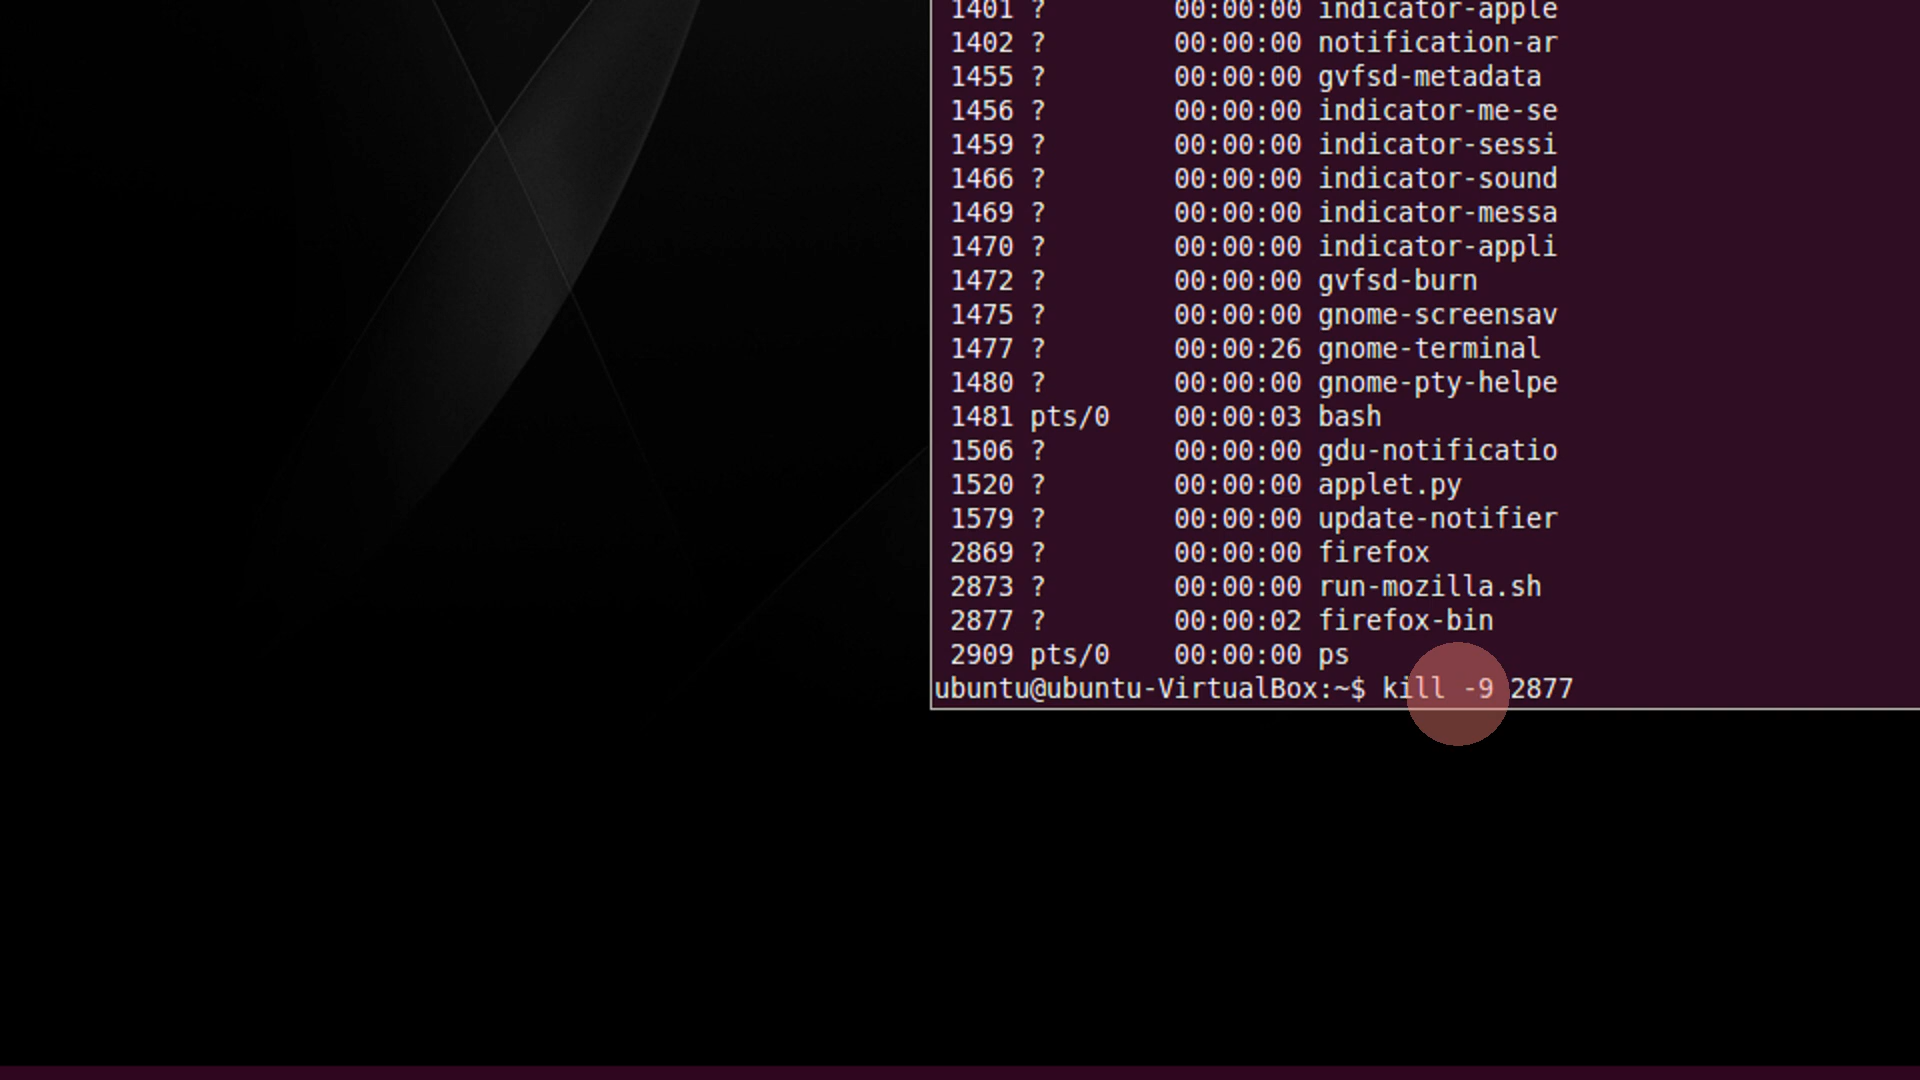 1401 ? 00:00:00 indicator-apple
1402 ? 00:00:00 notification-ar
1455 ? 00:00:00 gvfsd-metadata
1456 ? 00:00:00 indicator-me-se
1459 ? 00:00:00 indicator-sessi
1466 ? 00:00:00 indicator-sound
1469 ? 00:00:00 indicator-messa
1470 ? 00:00:00 indicator-appli
1472 ? 00:00:00 gvfsd-burn
1475 ? 00:00:00 gnome-screensav
1477 ? 00:00:26 gnome-terminal
1480 ? 00:00:00 gnome-pty-helpe
1481 pts/0 00:00:03 bash
1506 ? 00:00:00 gdu-notificatio
1520 ? 00:00:00 applet.py
1579 ? 00:00:00 update-notifier
2869 ? 00:00:00 firefox
2873 ? 00:00:00 run-mozilla.sh
2877 ? 00:00:02 firefox-bin
2909 pts/0 00:00:00 ps
ubuntu@ubuntu-VirtualBox:~$ kill -9 2877